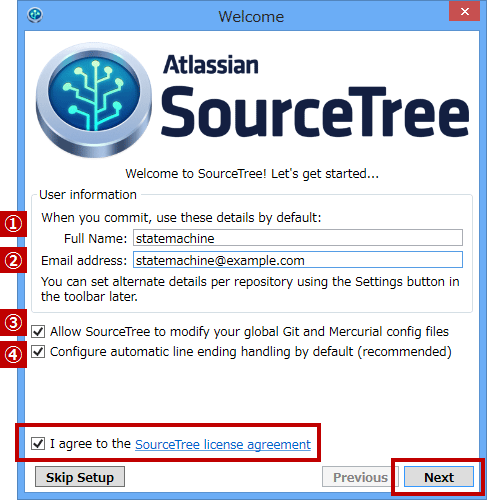 Welcome
Atlassian
SourceTree
Welcome to SourceTree! Let's get started...
User information
① When you commit, use these details by default:
Full Name: statemachine
② Email address: statemachine@example.com
You can set alternate details per repository using the Settings button in
the toolbar later.
③ Allow SourceTree to modify your global Git and Mercurial config files
④ Configure automatic line ending handling by default (recommended)
I agree to the SourceTree license agreement
Skip Setup Previous Next